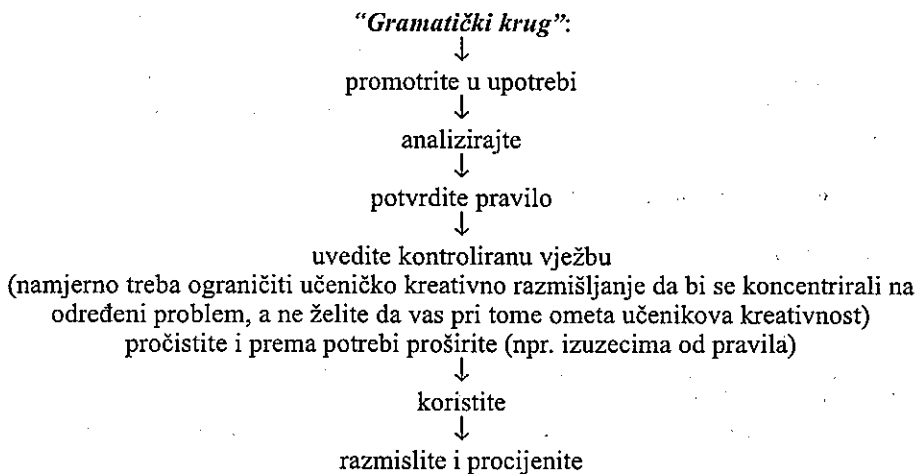 “Gramatički krug”:
↓
promotrite u upotrebi
↓
analizirajte
↓
potvrdite pravilo
↓
uvedite kontroliranu vježbu
(namjerno treba ograničiti učeničko kreativno razmišljanje da bi se koncentrirali na
određeni problem, a ne želite da vas pri tome ometa učenikova kreativnost)
pročistite i prema potrebi proširite (npr. izuzecima od pravila)
↓
koristite
↓
razmislite i procijenite